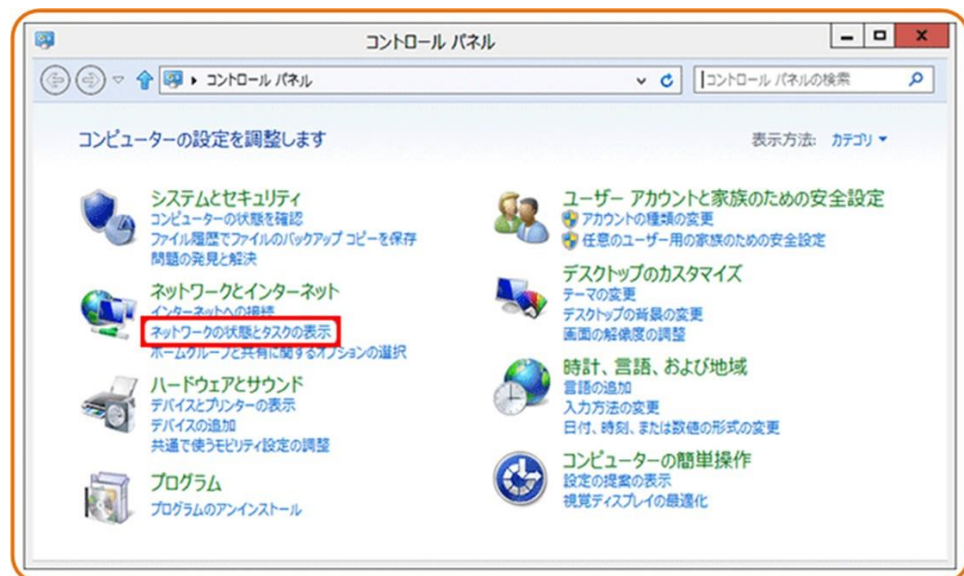 コントロール パネル
コントロール パネル
コントロール パネルの検索
コンピューターの設定を調整します
表示方法: カテゴリ
システムとセキュリティ
コンピューターの状態を確認
ファイル履歴でファイルのバックアップ コピーを保存
問題の発見と解決
ネットワークとインターネット
インターネットへの接続
ネットワークの状態とタスクの表示
ホームグループと共有に関するオプションの選択
ハードウェアとサウンド
デバイスとプリンターの表示
デバイスの追加
共通で使うモビリティ設定の調整
プログラム
プログラムのアンインストール
ユーザー アカウントと家族のための安全設定
アカウントの種類の変更
任意のユーザー用の家族のための安全設定
デスクトップのカスタマイズ
テーマの変更
デスクトップの背景の変更
画面の解像度の調整
時計、言語、および地域
言語の追加
入力方法の変更
日付、時刻、または数値の形式の変更
コンピューターの簡単操作
設定の提案の表示
視覚ディスプレイの最適化